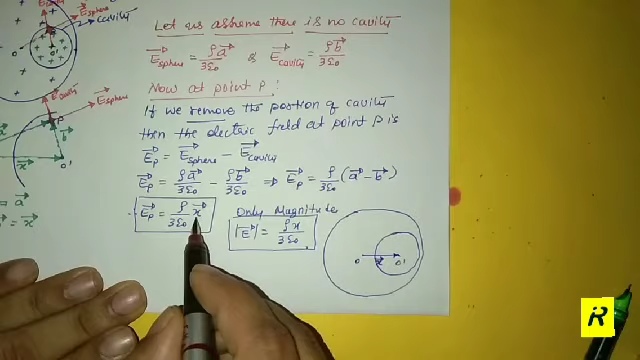 Let us assume there is no cavity
E⃗sphere = ρa⃗/3ε₀ & E⃗cavity = ρb⃗/3ε₀
Now at point P:
If we remove the portion of cavity
then the electric field at point P is
E⃗p = E⃗sphere − E⃗cavity
E⃗p = ρa⃗/3ε₀ − ρb⃗/3ε₀ ⇒ E⃗p = ρ/3ε₀ (a⃗ − b⃗)
E⃗p = ρ/3ε₀ x⃗
Only Magnitude
|E⃗| = ρx/3ε₀
E⃗sphere
cavity
O O'
E⃗cavity
E⃗sphere
P
b⃗
x⃗ O'
= a⃗
= x⃗
O x O'
R